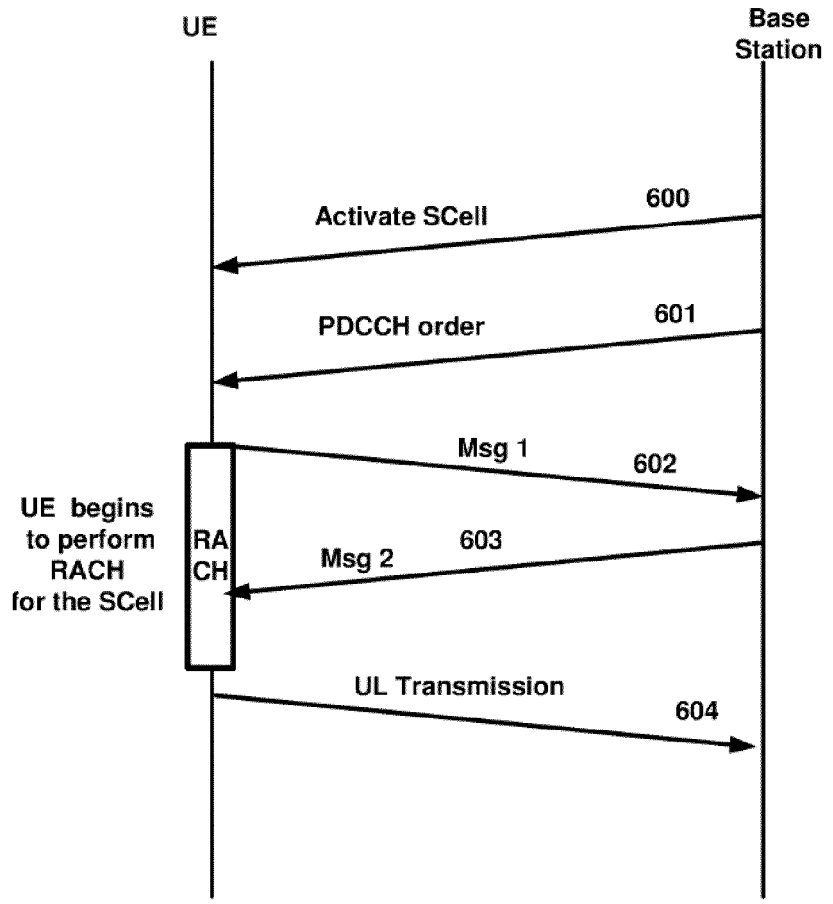 UE
Base
Station
600
Activate SCell
601
PDCCH order
Msg 1
602
UE begins
to perform
RACH
for the SCell
RA
CH
603
Msg 2
UL Transmission
604